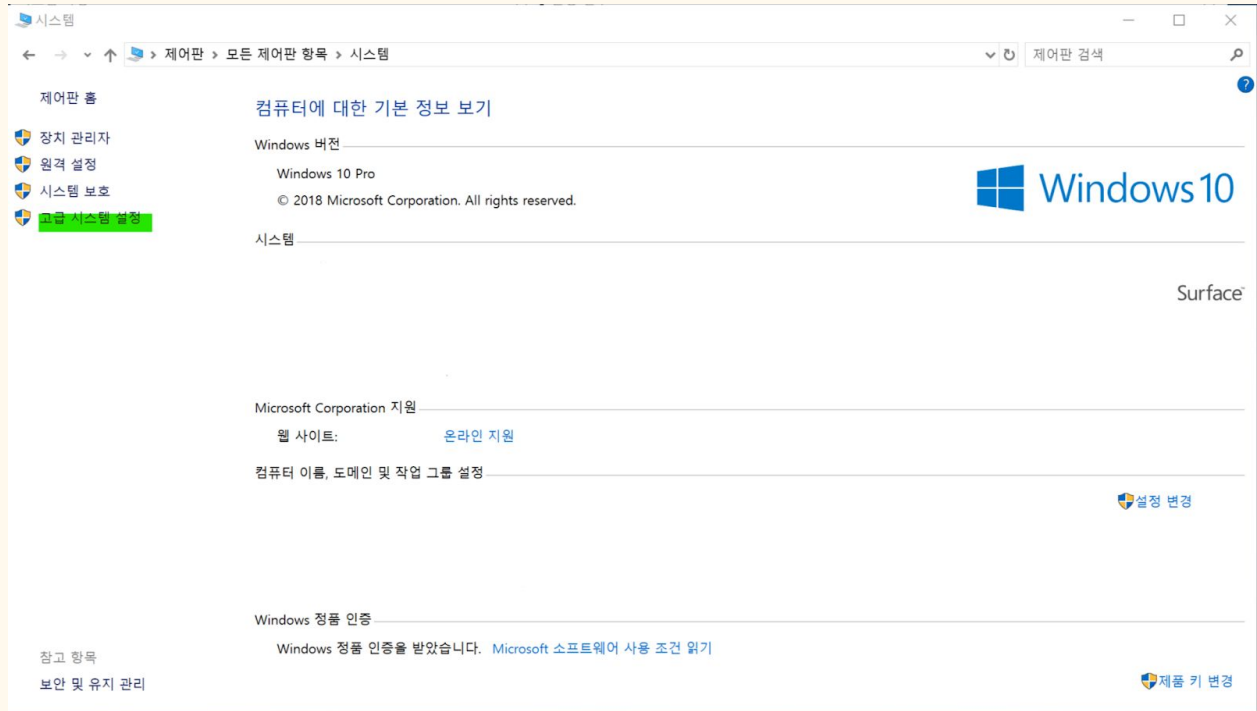 시스템
제어판 > 모든 제어판 항목 > 시스템
제어판 검색
제어판 홈
장치 관리자
원격 설정
시스템 보호
고급 시스템 설정
컴퓨터에 대한 기본 정보 보기
Windows 버전
Windows 10 Pro
© 2018 Microsoft Corporation. All rights reserved.
Windows 10
시스템
Surface
Microsoft Corporation 지원
웹 사이트: 온라인 지원
컴퓨터 이름, 도메인 및 작업 그룹 설정
설정 변경
Windows 정품 인증
Windows 정품 인증을 받았습니다. Microsoft 소프트웨어 사용 조건 읽기
제품 키 변경
참고 항목
보안 및 유지 관리